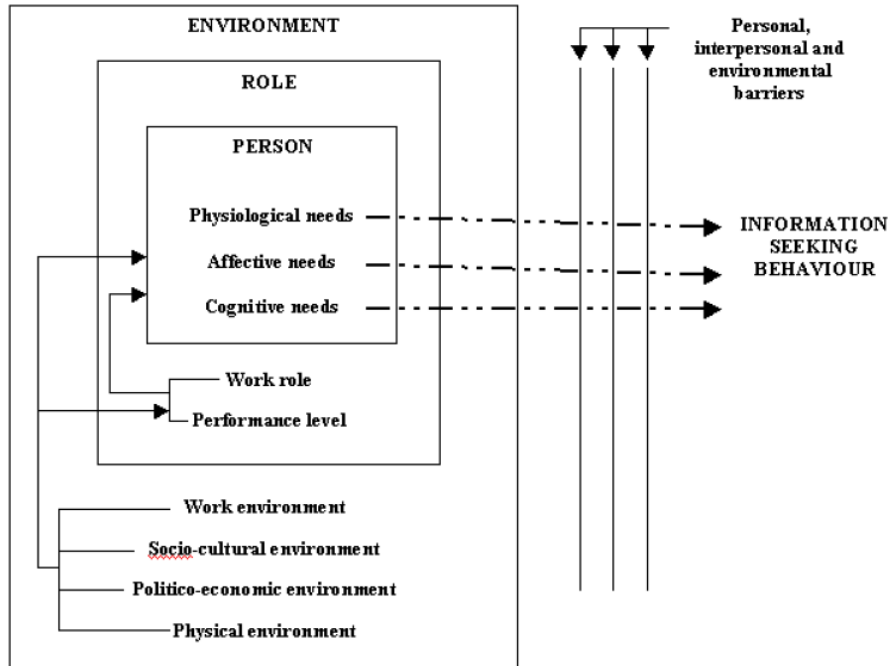 ENVIRONMENT
ROLE
PERSON
Physiological needs
Affective needs
Cognitive needs
Work role
Performance level
Work environment
Socio-cultural environment
Politico-economic environment
Physical environment
Personal,
interpersonal and
environmental
barriers
INFORMATION
SEEKING
BEHAVIOUR